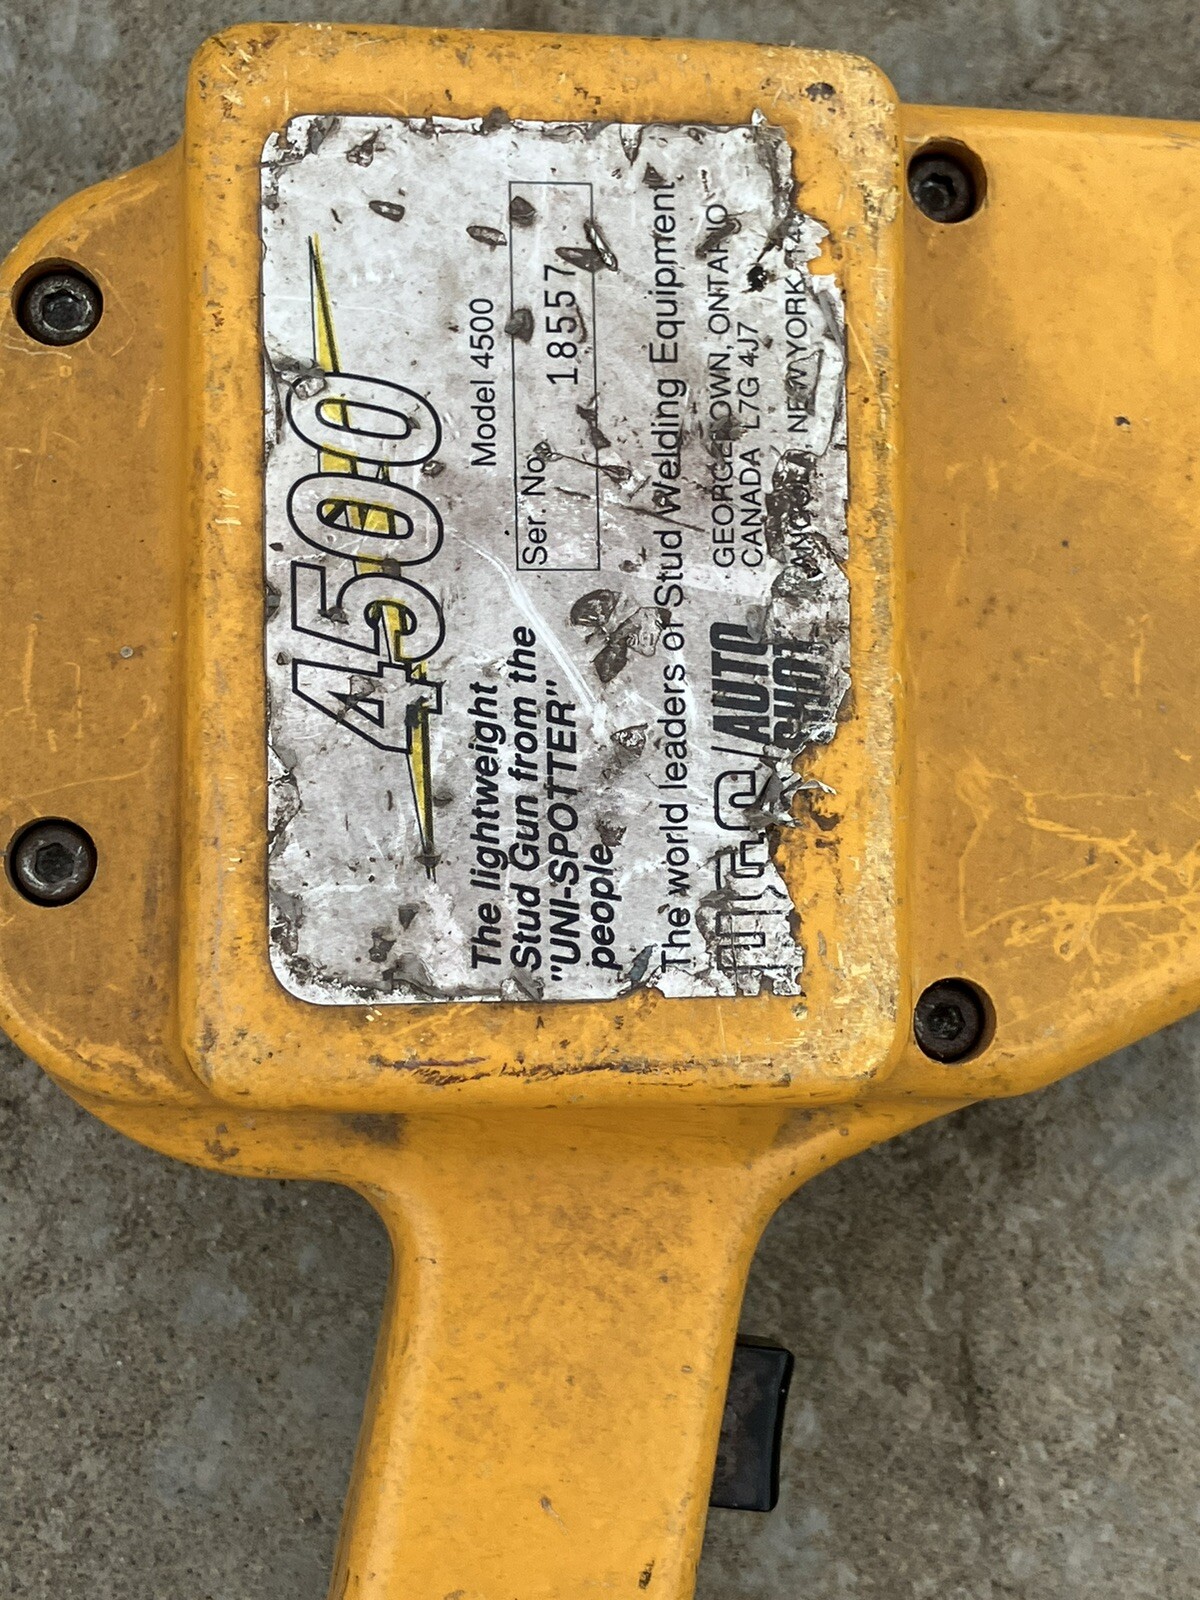 4500
The lightweight
Stud Gun from the
"UNI-SPOTTER"
people
Model 4500
Ser. No.
18557
The world leaders of Stud Welding Equipment
AUTO
SHOT
GEORGETOWN, ONTARIO
CANADA L7G 4J7
NEW YORK